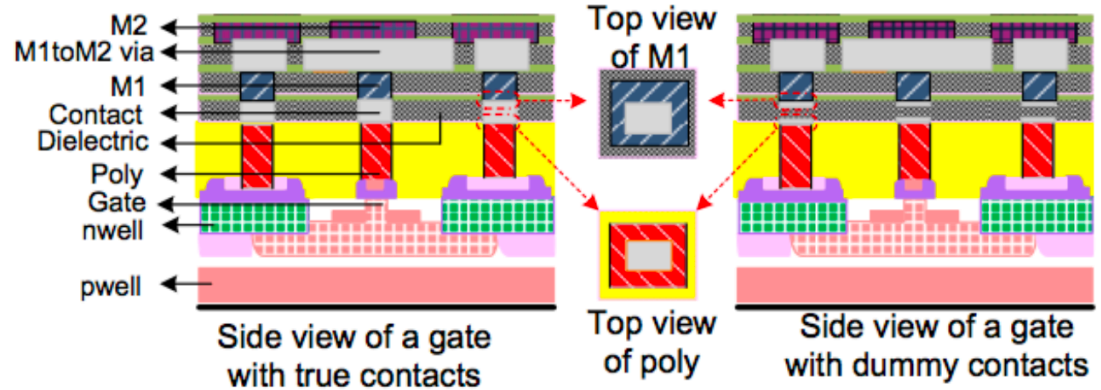 M2
M1toM2 via
M1
Contact
Dielectric
Poly
Gate
nwell
pwell
Side view of a gate
with true contacts
Top view
of M1
Top view
of poly
Side view of a gate
with dummy contacts